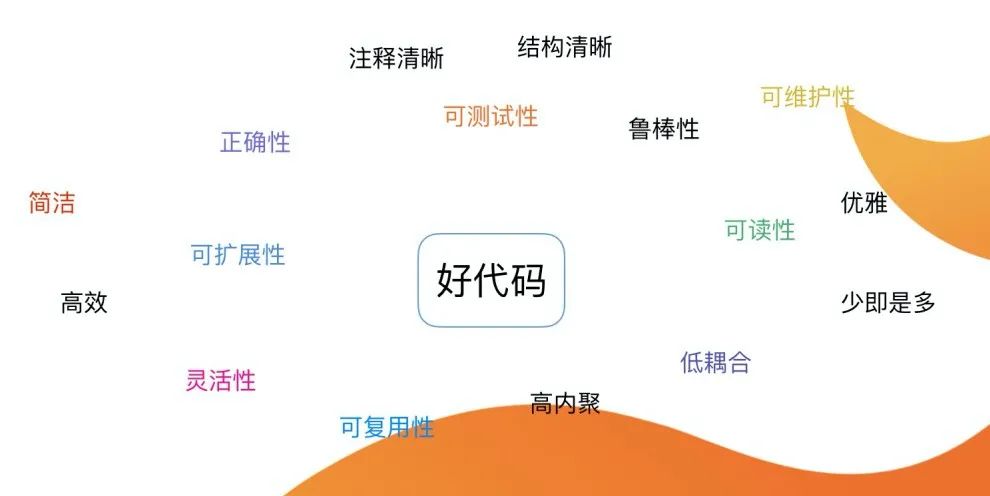 结构清晰
注释清晰
可维护性
可测试性
鲁棒性
正确性
简洁
优雅
可读性
可扩展性
好代码
高效
少即是多
低耦合
灵活性
高内聚
可复用性